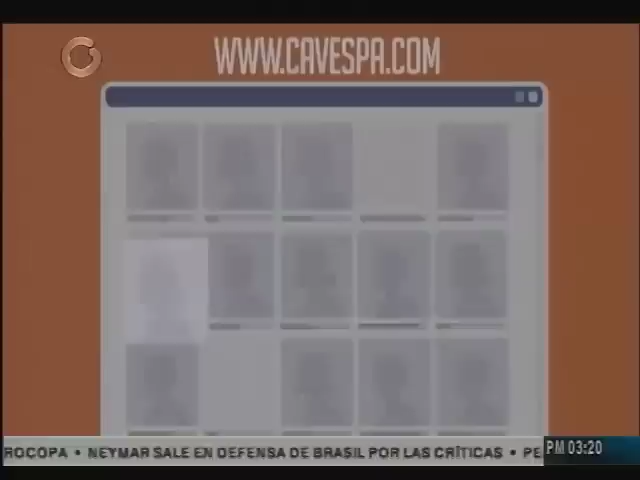 WWW.CAVESPA.COM
ROCOPA • NEYMAR SALE EN DEFENSA DE BRASIL POR LAS CRÍTICAS • PE
PM 03:20